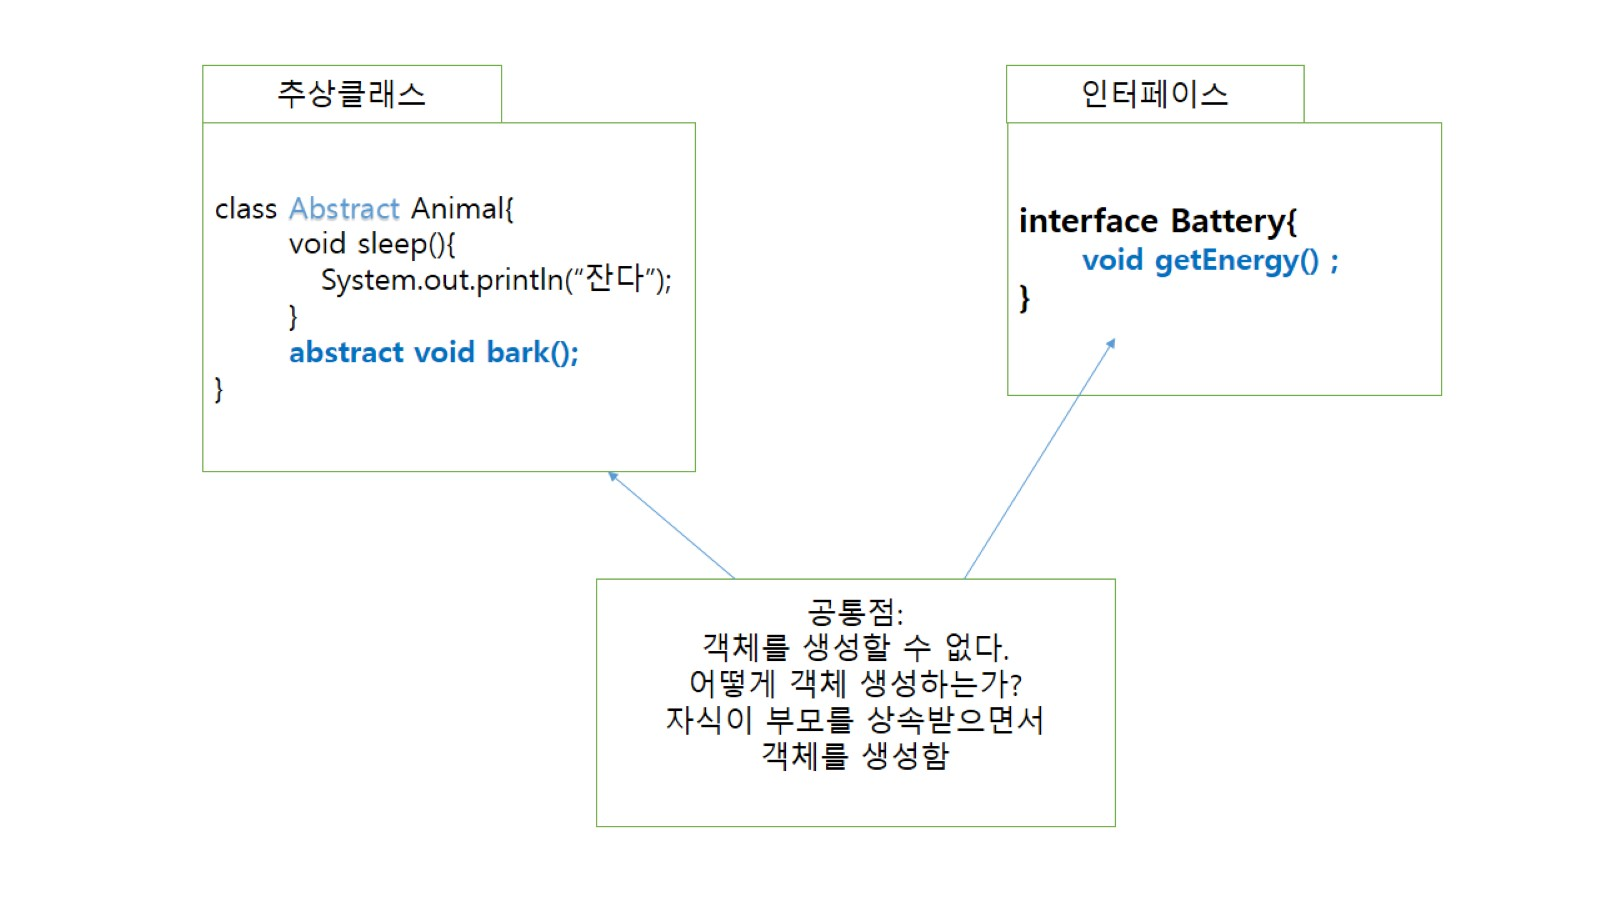 추상클래스
class Abstract Animal{
void sleep(){
System.out.println(“잔다”);
}
abstract void bark();
}
인터페이스
interface Battery{
void getEnergy() ;
}
공통점:
객체를 생성할 수 없다.
어떻게 객체 생성하는가?
자식이 부모를 상속받으면서
객체를 생성함